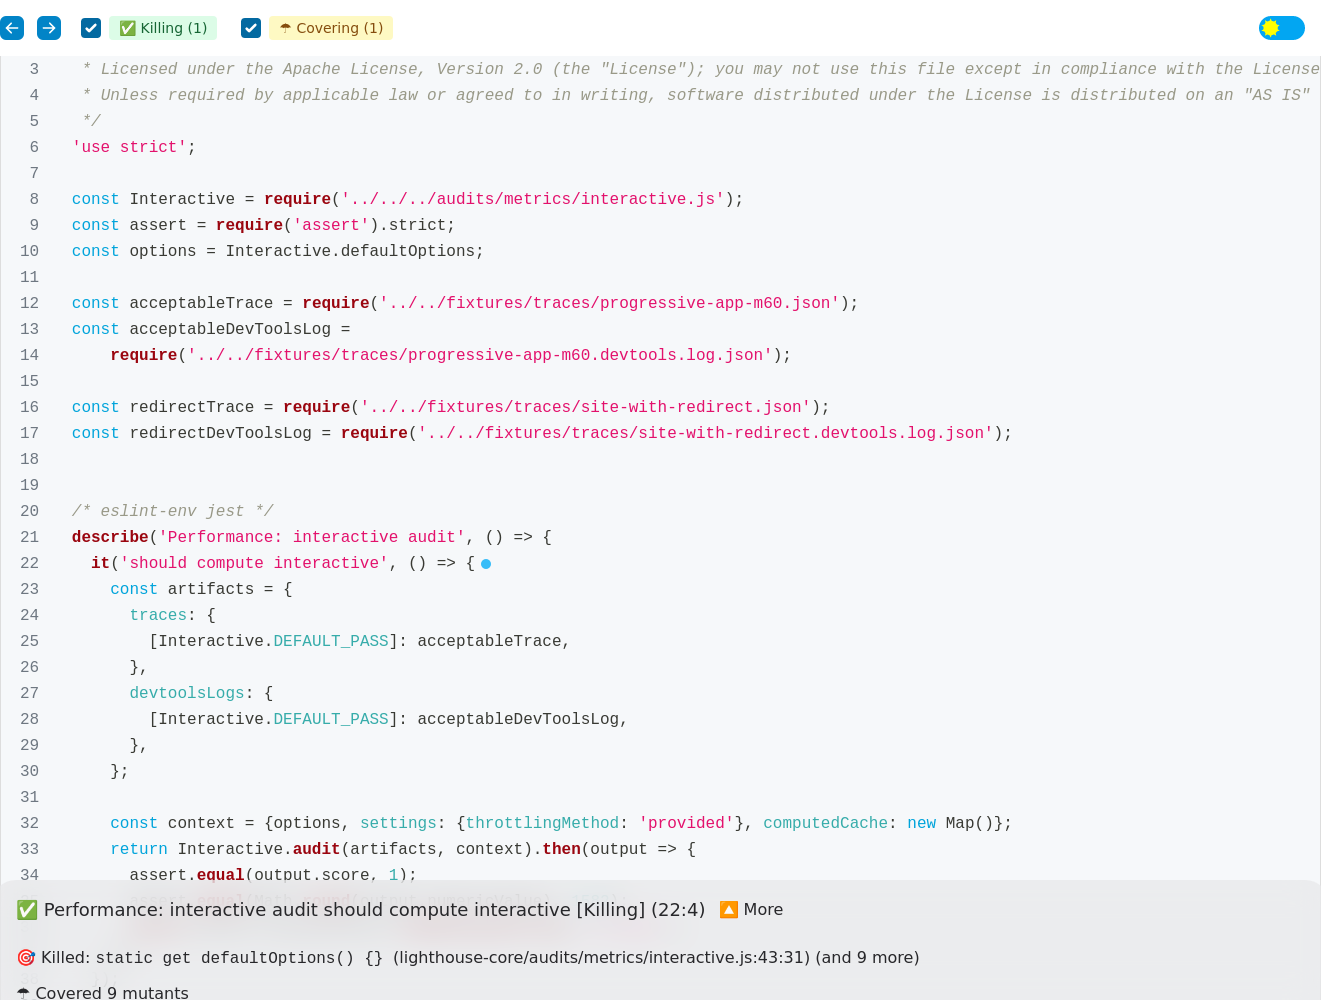 ✅ Killing (1) ☂ Covering (1)
3 * Licensed under the Apache License, Version 2.0 (the "License"); you may not use this file except in compliance with the License
4 * Unless required by applicable law or agreed to in writing, software distributed under the License is distributed on an "AS IS"
5 */
6 'use strict';
7
8 const Interactive = require('../../../audits/metrics/interactive.js');
9 const assert = require('assert').strict;
10 const options = Interactive.defaultOptions;
11
12 const acceptableTrace = require('../../fixtures/traces/progressive-app-m60.json');
13 const acceptableDevToolsLog =
14 require('../../fixtures/traces/progressive-app-m60.devtools.log.json');
15
16 const redirectTrace = require('../../fixtures/traces/site-with-redirect.json');
17 const redirectDevToolsLog = require('../../fixtures/traces/site-with-redirect.devtools.log.json');
18
19
20 /* eslint-env jest */
21 describe('Performance: interactive audit', () => {
22 it('should compute interactive', () => {
23 const artifacts = {
24 traces: {
25 [Interactive.DEFAULT_PASS]: acceptableTrace,
26 },
27 devtoolsLogs: {
28 [Interactive.DEFAULT_PASS]: acceptableDevToolsLog,
29 },
30 };
31
32 const context = {options, settings: {throttlingMethod: 'provided'}, computedCache: new Map()};
33 return Interactive.audit(artifacts, context).then(output => {
34 assert.equal(output.score, 1);
✅ Performance: interactive audit should compute interactive [Killing] (22:4) 🔼 More
🎯 Killed: static get defaultOptions() {} (lighthouse-core/audits/metrics/interactive.js:43:31) (and 9 more)
☂ Covered 9 mutants